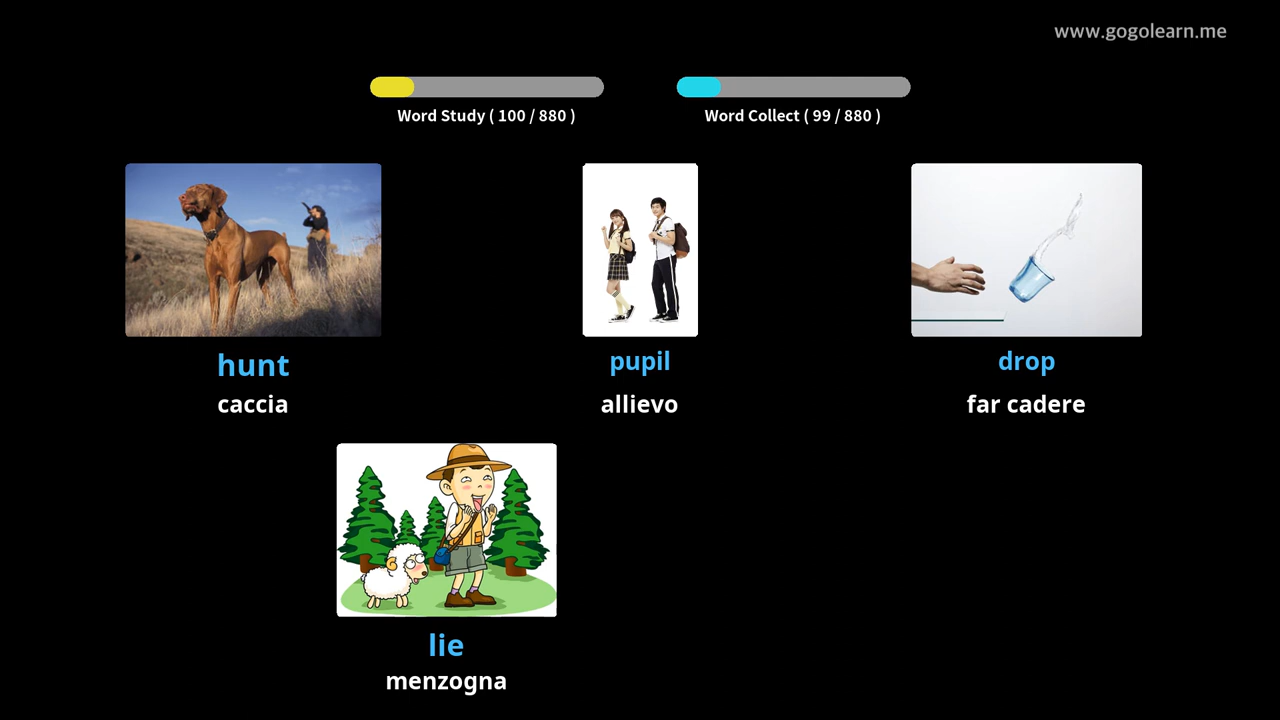 www.gogolearn.me
Word Study ( 100 / 880 )
Word Collect ( 99 / 880 )
hunt
caccia
pupil
allievo
drop
far cadere
lie
menzogna